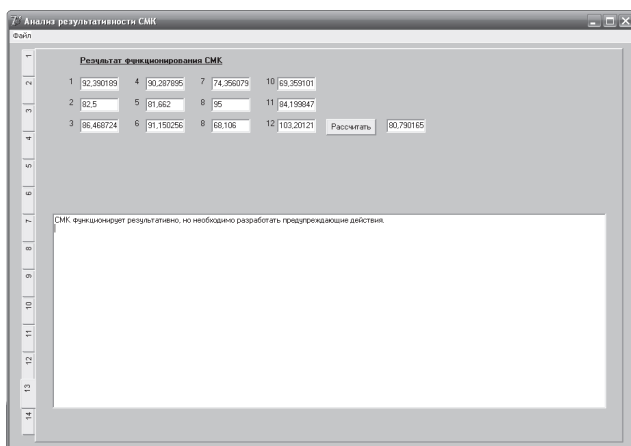 Анализ результативности СМК
Файл
Результат функционирования СМК
1 92,390189 4 90,287895 7 74,356079 10 69,359101
2 82,5 5 81,662 8 95 11 84,199847
3 86,468724 6 91,150256 8 68,106 12 103,20121 Рассчитать 80,790165
СМК функционирует результативно, но необходимо разработать предупреждающие действия.
1
2
3
4
5
6
7
8
9
10
11
12
13
14